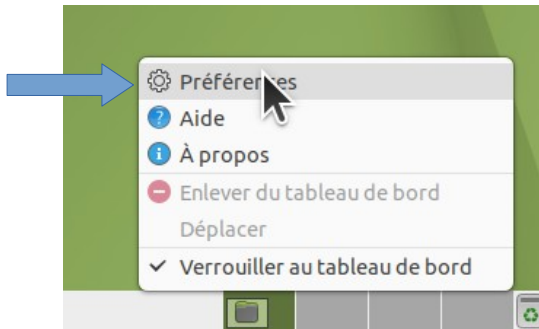 Préférences
Aide
À propos
Enlever du tableau de bord
Déplacer
Verrouiller au tableau de bord